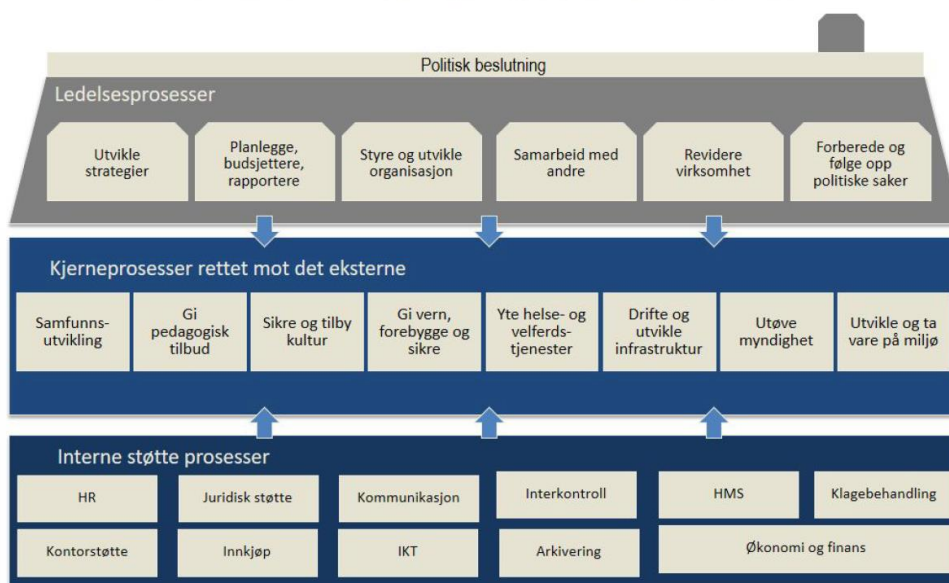 Politisk beslutning
Ledelsesprosesser
Utvikle
strategier
Planlegge,
budsjettere,
rapportere
Styre og utvikle
organisasjon
Samarbeid med
andre
Revidere
virksomhet
Forberede og
følge opp
politiske saker
Kjerneprosesser rettet mot det eksterne
Samfunns-
utvikling
Gi
pedagogisk
tilbud
Sikre og tilby
kultur
Gi vern,
forebygge og
sikre
Yte helse- og
velferds-
tjenester
Drifte og
utvikle
infrastruktur
Utøve
myndighet
Utvikle og ta
vare på miljø
Interne støtte prosesser
HR
Juridisk støtte
Kommunikasjon
Interkontroll
HMS
Klagebehandling
Kontorstøtte
Innkjøp
IKT
Arkivering
Økonomi og finans